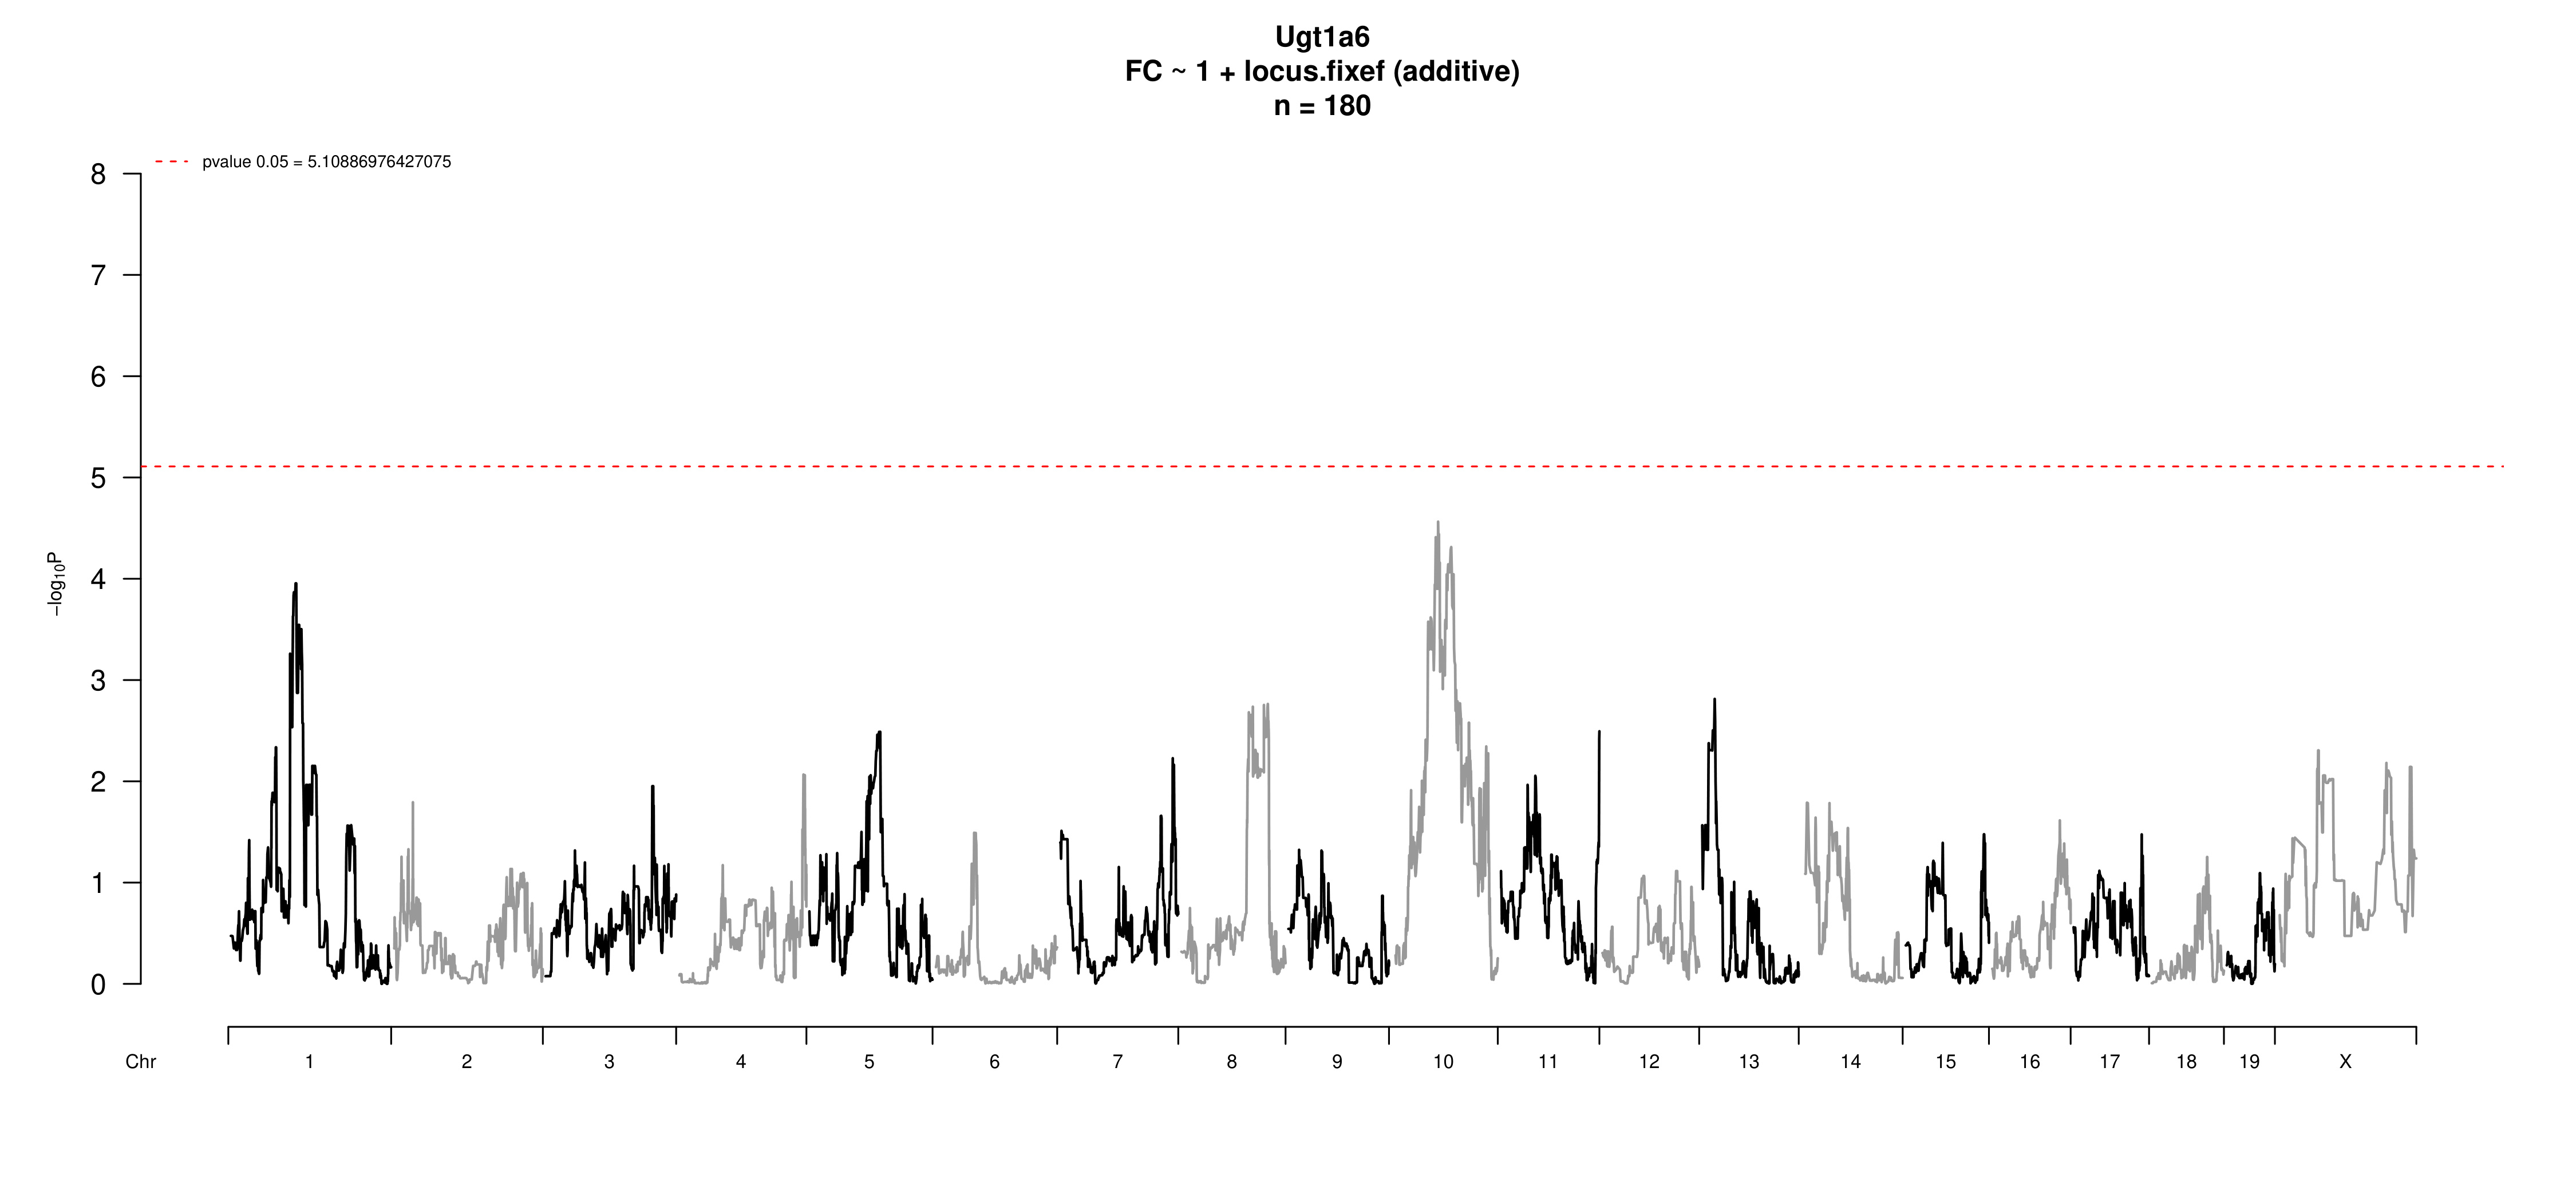 Ugt1a6
FC ~ 1 + locus.fixef (additive)
n = 180
pvalue 0.05 = 5.10886976427075
8
7
6
5
4
3
2
1
0
−log10P
Chr 1 2 3 4 5 6 7 8 9 10 11 12 13 14 15 16 17 18 19 X